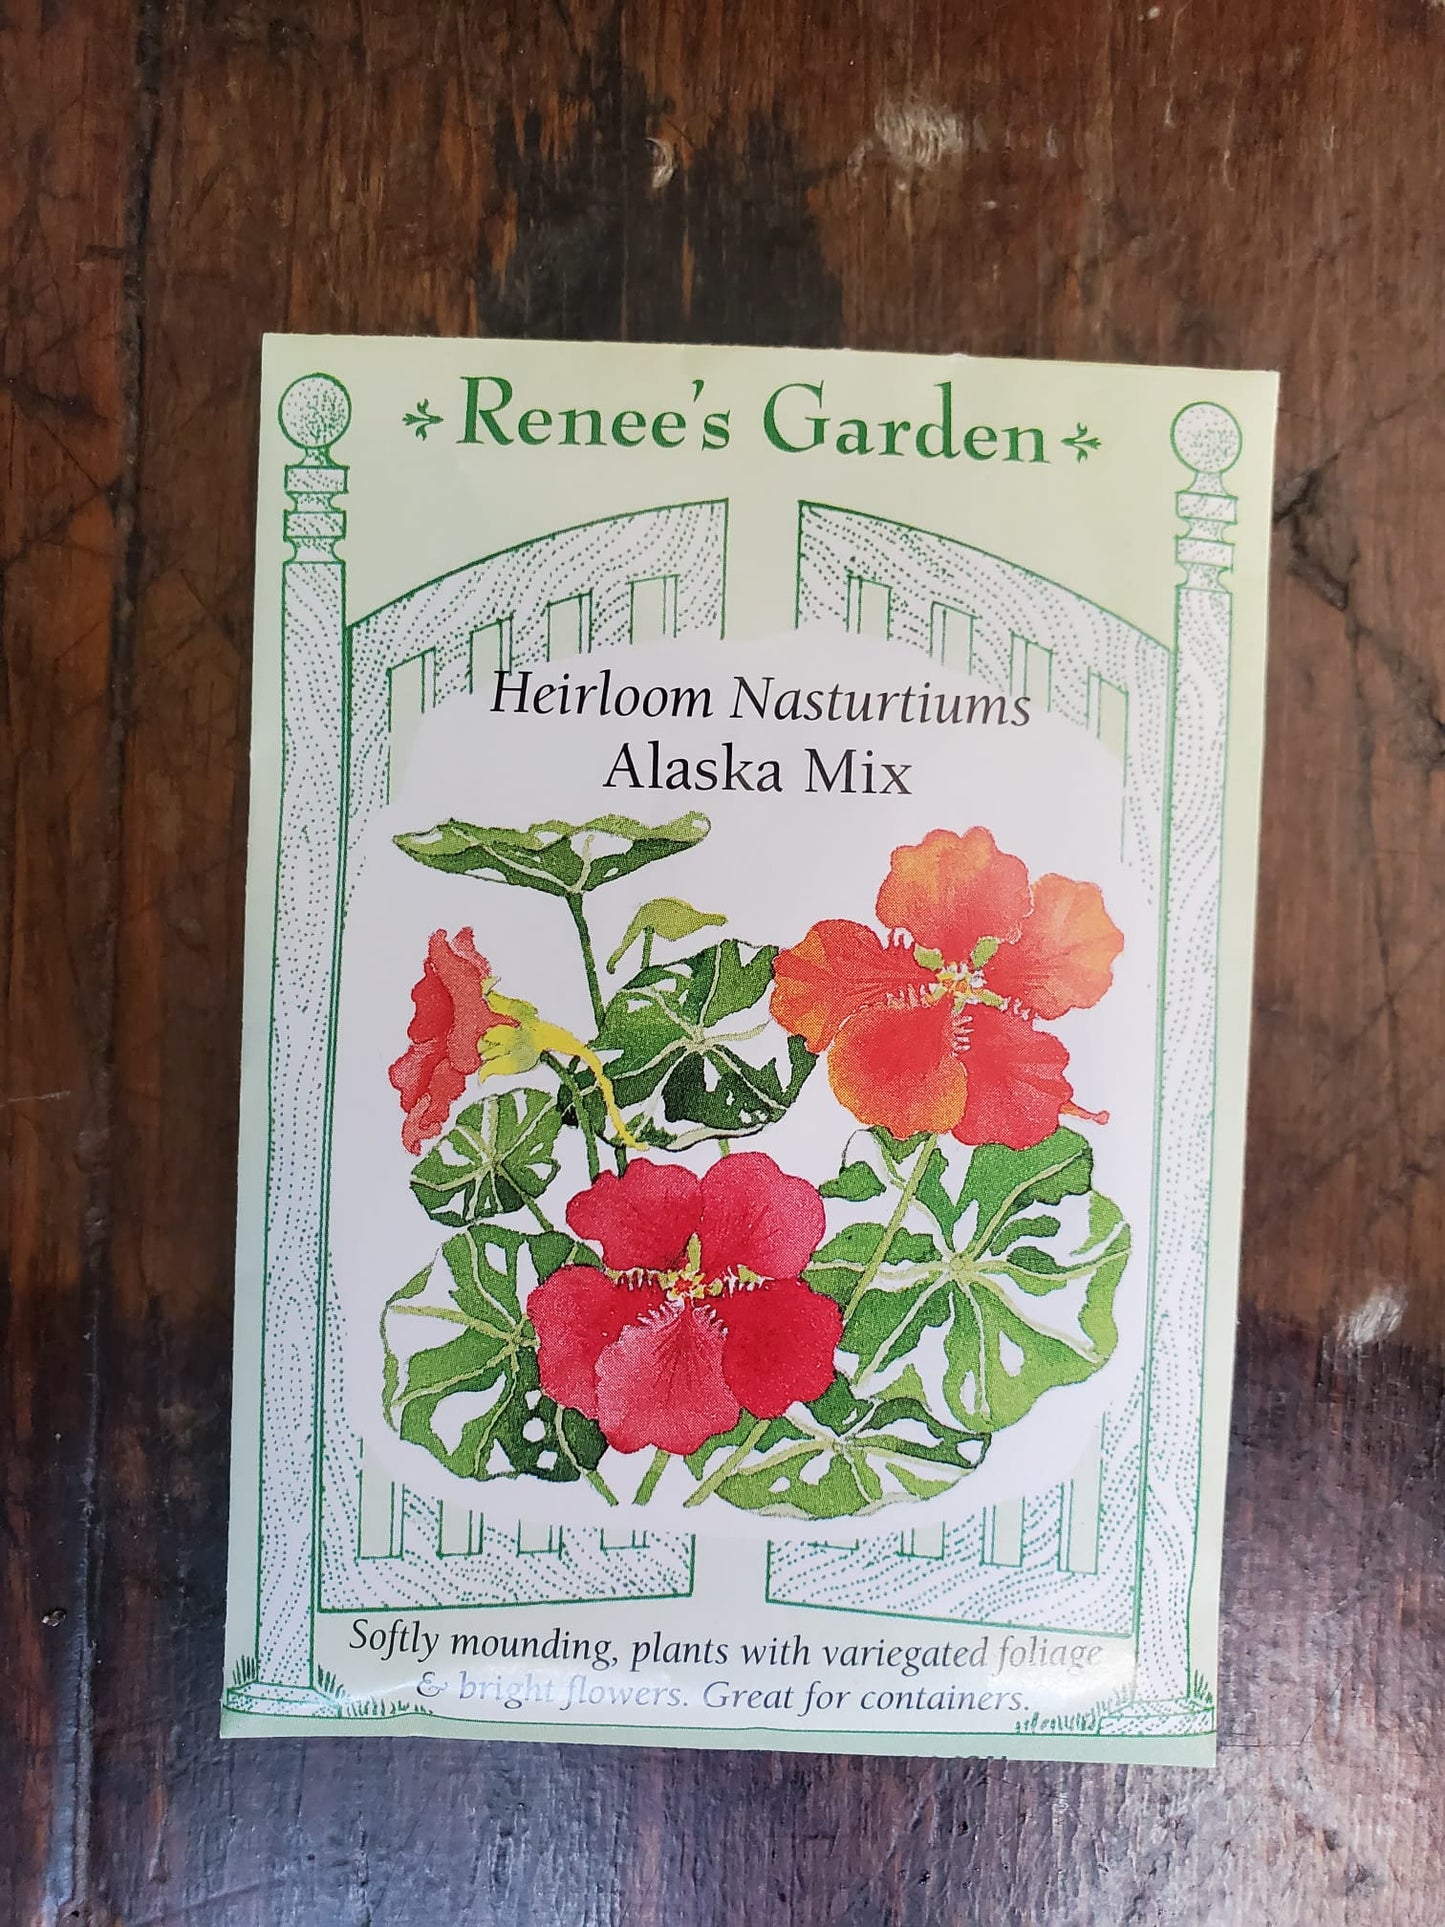 Renee's Garden
Heirloom Nasturtiums
Alaska Mix
Softly mounding, plants with variegated foliage
& bright flowers. Great for containers.